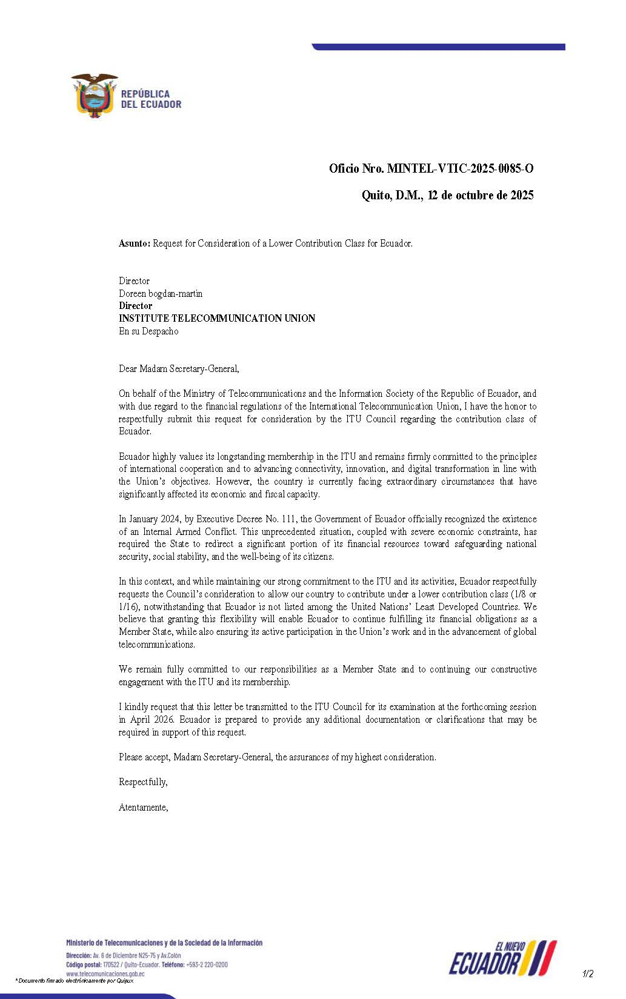 REPÚBLICA
DEL ECUADOR
Oficio Nro. MINTEL-VTIC-2025-0085-O
Quito, D.M., 12 de octubre de 2025
Asunto: Request for Consideration of a Lower Contribution Class for Ecuador.
Director
Doreen bogdan-martin
Director
INSTITUTE TELECOMMUNICATION UNION
En su Despacho
Dear Madam Secretary-General,
On behalf of the Ministry of Telecommunications and the Information Society of the Republic of Ecuador, and
with due regard to the financial regulations of the International Telecommunication Union, I have the honor to
respectfully submit this request for consideration by the ITU Council regarding the contribution class of
Ecuador.
Ecuador highly values its longstanding membership in the ITU and remains firmly committed to the principles
of international cooperation and to advancing connectivity, innovation, and digital transformation in line with
the Union’s objectives. However, the country is currently facing extraordinary circumstances that have
significantly affected its economic and fiscal capacity.
In January 2024, by Executive Decree No. 111, the Government of Ecuador officially recognized the existence
of an Internal Armed Conflict. This unprecedented situation, coupled with severe economic constraints, has
required the State to redirect a significant portion of its financial resources toward safeguarding national
security, social stability, and the well-being of its citizens.
In this context, and while maintaining our strong commitment to the ITU and its activities, Ecuador respectfully
requests the Council’s consideration to allow our country to contribute under a lower contribution class (1/8 or
1/16), notwithstanding that Ecuador is not listed among the United Nations’ Least Developed Countries. We
believe that granting this flexibility will enable Ecuador to continue fulfilling its financial obligations as a
Member State, while also ensuring its active participation in the Union’s work and in the advancement of global
telecommunications.
We remain fully committed to our responsibilities as a Member State and to continuing our constructive
engagement with the ITU and its membership.
I kindly request that this letter be transmitted to the ITU Council for its examination at the forthcoming session
in April 2026. Ecuador is prepared to provide any additional documentation or clarifications that may be
required in support of this request.
Please accept, Madam Secretary-General, the assurances of my highest consideration.
Respectfully,
Atentamente,
Ministerio de Telecomunicaciones y de la Sociedad de la Información
Dirección: Av. 6 de Diciembre N25-75 y Av.Colón
Código postal: 170522 / Quito-Ecuador. Teléfono: +593-2 220-0200
www.telecomunicaciones.gob.ec
* Documento firmado electrónicamente por Quipux
EL NUEVO
ECUADOR
1/2